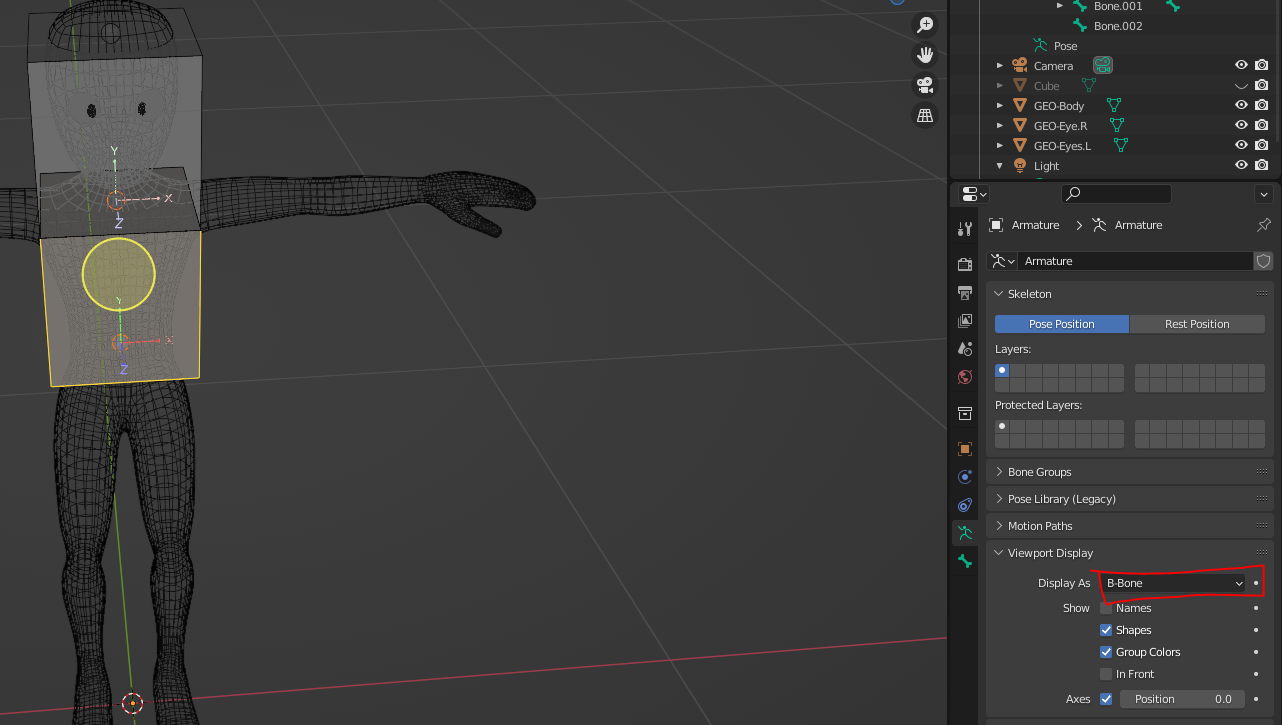 Bone.001
Bone.002
Pose
Camera
Cube
GEO-Body
GEO-Eye.R
GEO-Eyes.L
Light
Armature > Armature
Armature
Skeleton
Pose Position Rest Position
Layers:
Protected Layers:
Bone Groups
Pose Library (Legacy)
Motion Paths
Viewport Display
Display As B-Bone
Show Names
Shapes
Group Colors
In Front
Axes Position 0.0
Y
X
Z
Y
X
Z